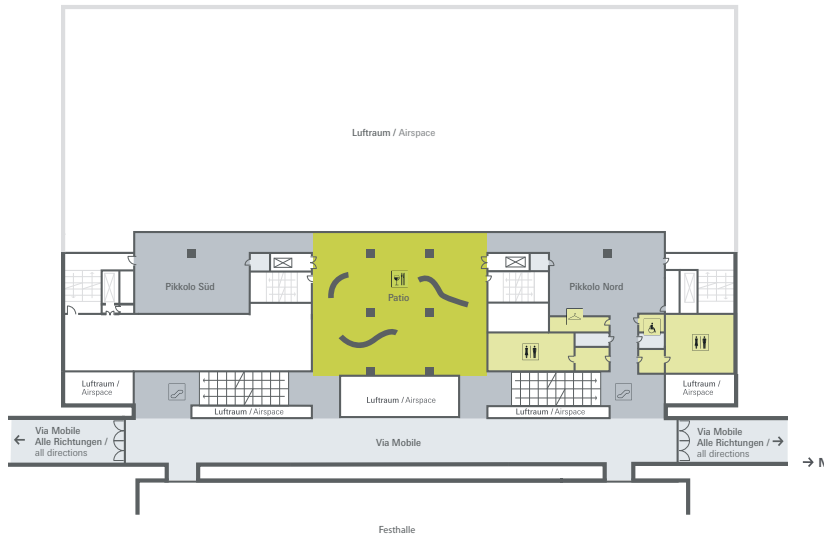 Luftraum / Airspace
Pikkolo Süd
Patio
Pikkolo Nord
Luftraum /
Airspace
Luftraum / Airspace
Luftraum /
Airspace
Luftraum / Airspace
Luftraum / Airspace
Via Mobile
Alle Richtungen /
all directions
Via Mobile
Via Mobile
Alle Richtungen /
all directions
Festhalle